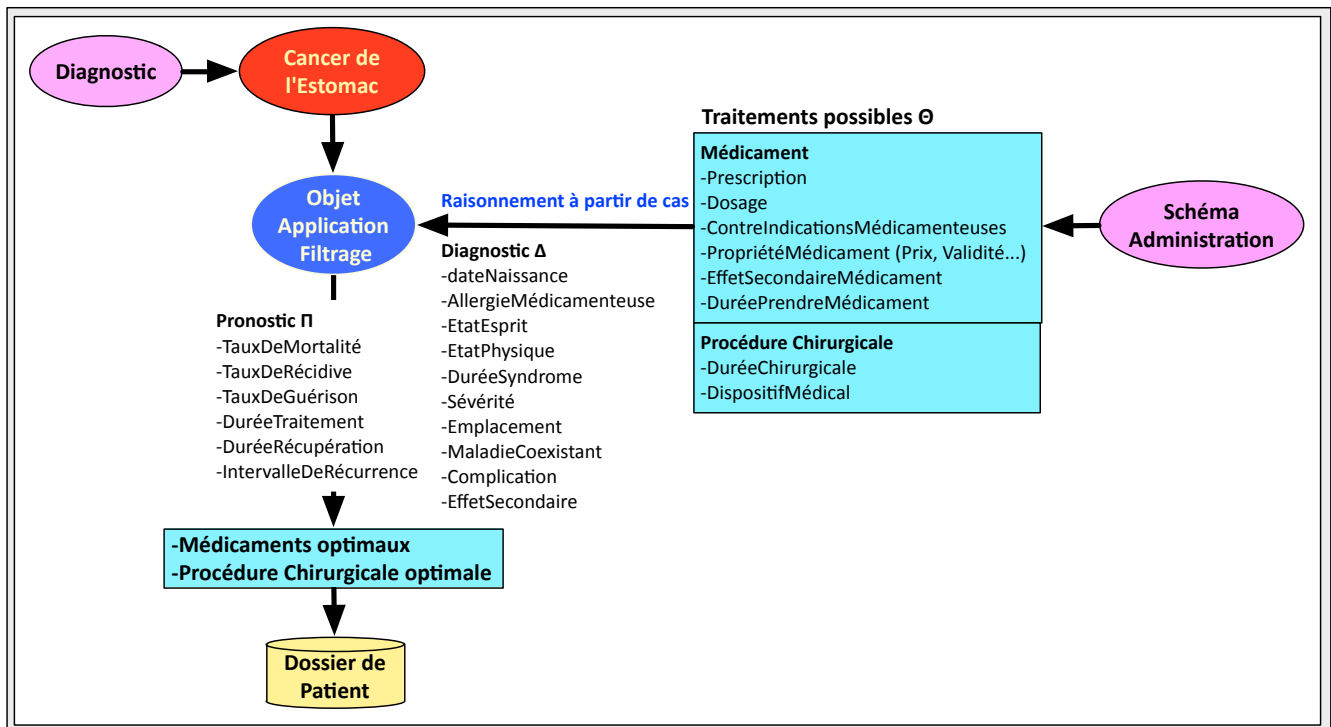 Diagnostic
Cancer de
l'Estomac
Objet
Application
Filtrage
Raisonnement à partir de cas
Traitements possibles Θ
Médicament
-Prescription
-Dosage
-ContreIndicationsMédicamenteuses
-PropriétéMédicament (Prix, Validité...)
-EffetSecondaireMédicament
-DuréePrendreMédicament
Procédure Chirurgicale
-DuréeChirurgicale
-DispositifMédical
Schéma
Administration
Diagnostic Δ
-dateNaissance
-AllergieMédicamenteuse
-EtatEsprit
-EtatPhysique
-DuréeSyndrome
-Sévérité
-Emplacement
-MaladieCoexistant
-Complication
-EffetSecondaire
Pronostic Π
-TauxDeMortalité
-TauxDeRécidive
-TauxDeGuérison
-DuréeTraitement
-DuréeRécupération
-IntervalleDeRécurrence
-Médicaments optimaux
-Procédure Chirurgicale optimale
Dossier de
Patient